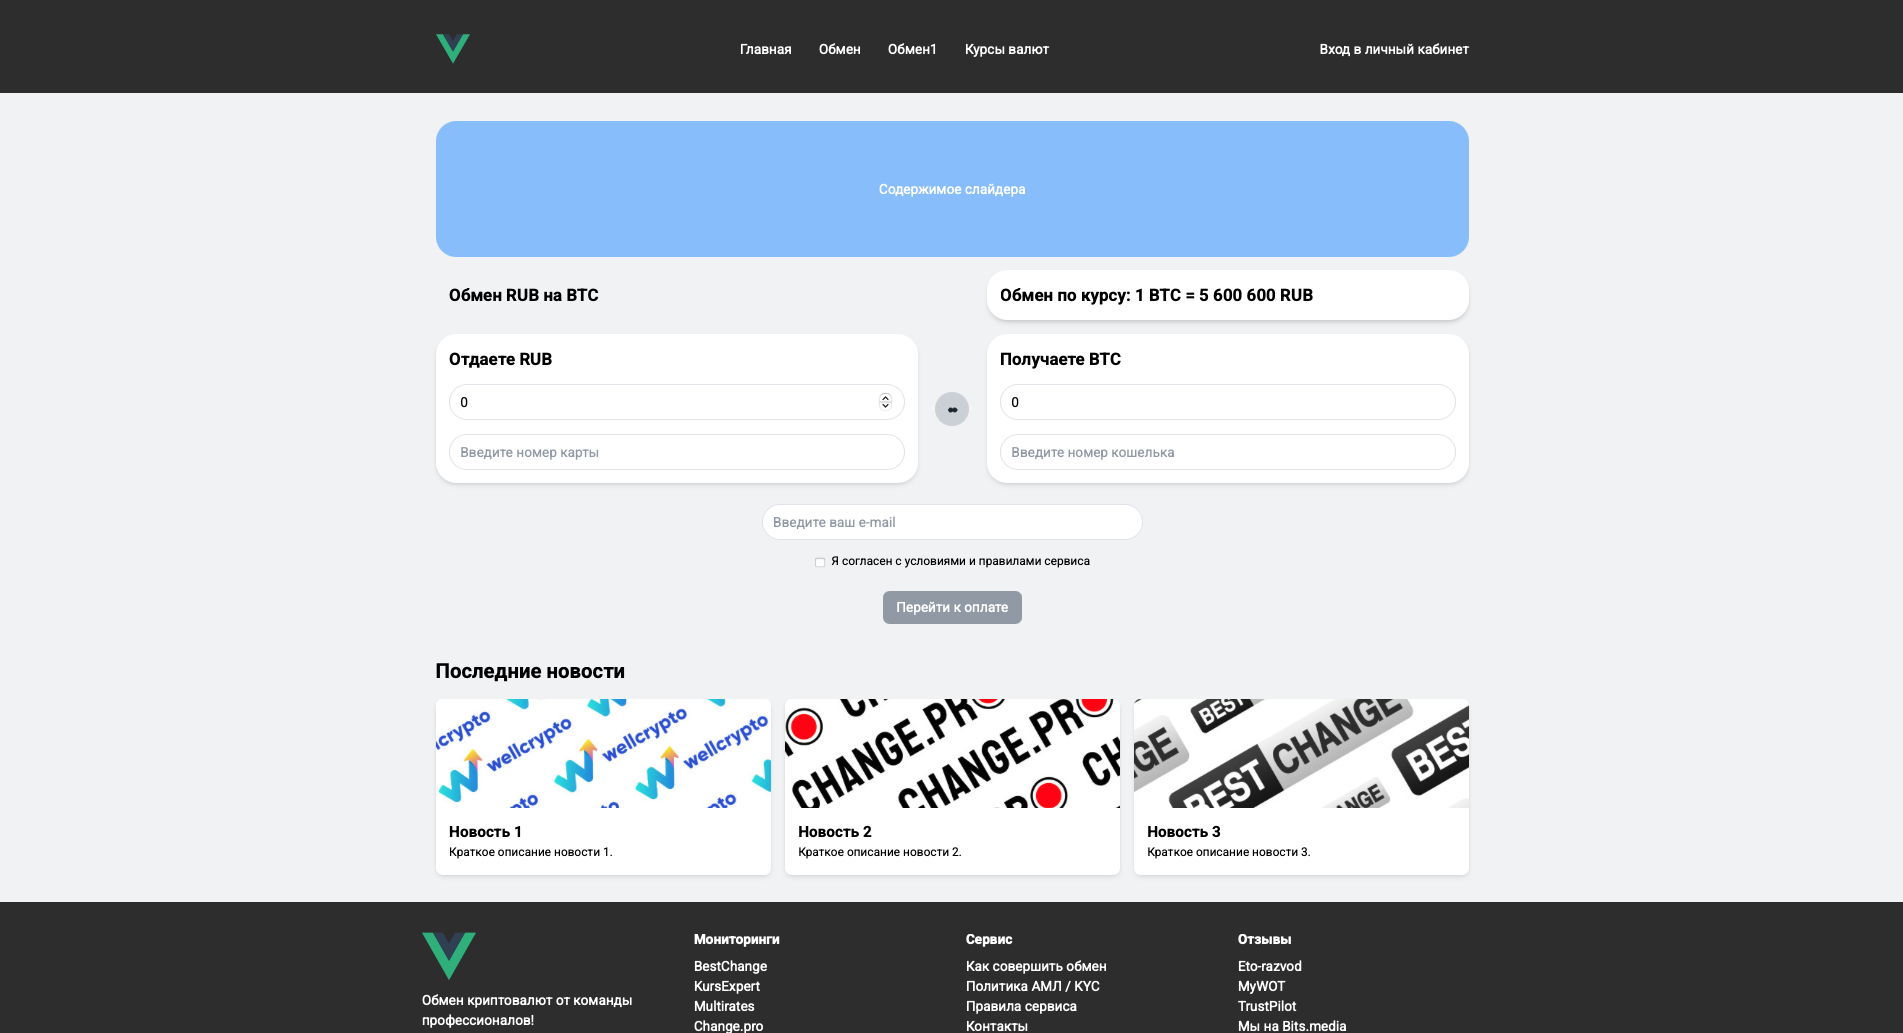 Главная
Обмен
Обмен1
Курсы валют
Вход в личный кабинет
Содержимое слайдера
Обмен RUB на BTC
Обмен по курсу: 1 BTC = 5 600 600 RUB
Отдаете RUB
0
Введите номер карты
Получаете BTC
0
Введите номер кошелька
Введите ваш e-mail
Я согласен с условиями и правилами сервиса
Перейти к оплате
Последние новости
wellcrypto
wellcrypto
wellcrypto
Новость 1
Краткое описание новости 1.
CHANGE.PR
CHANGE.PR
Новость 2
Краткое описание новости 2.
BEST
BEST CHANGE
BEST
Новость 3
Краткое описание новости 3.
Обмен криптовалют от команды
профессионалов!
Мониторинги
BestChange
KursExpert
Multirates
Change.pro
Сервис
Как совершить обмен
Политика АМЛ / KYC
Правила сервиса
Контакты
Отзывы
Eto-razvod
MyWOT
TrustPilot
Мы на Bits.media